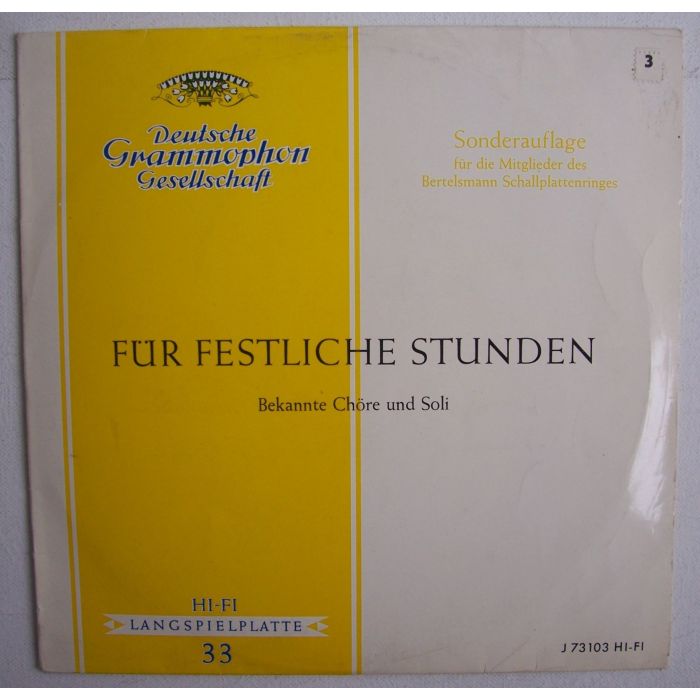 3
Deutsche
Grammophon
Gesellschaft
Sonderauflage
für die Mitglieder des
Bertelsmann Schallplattenringes
FÜR FESTLICHE STUNDEN
Bekannte Chöre und Soli
HI-FI
LANGSPIELPLATTE
33
J 73103 HI-FI